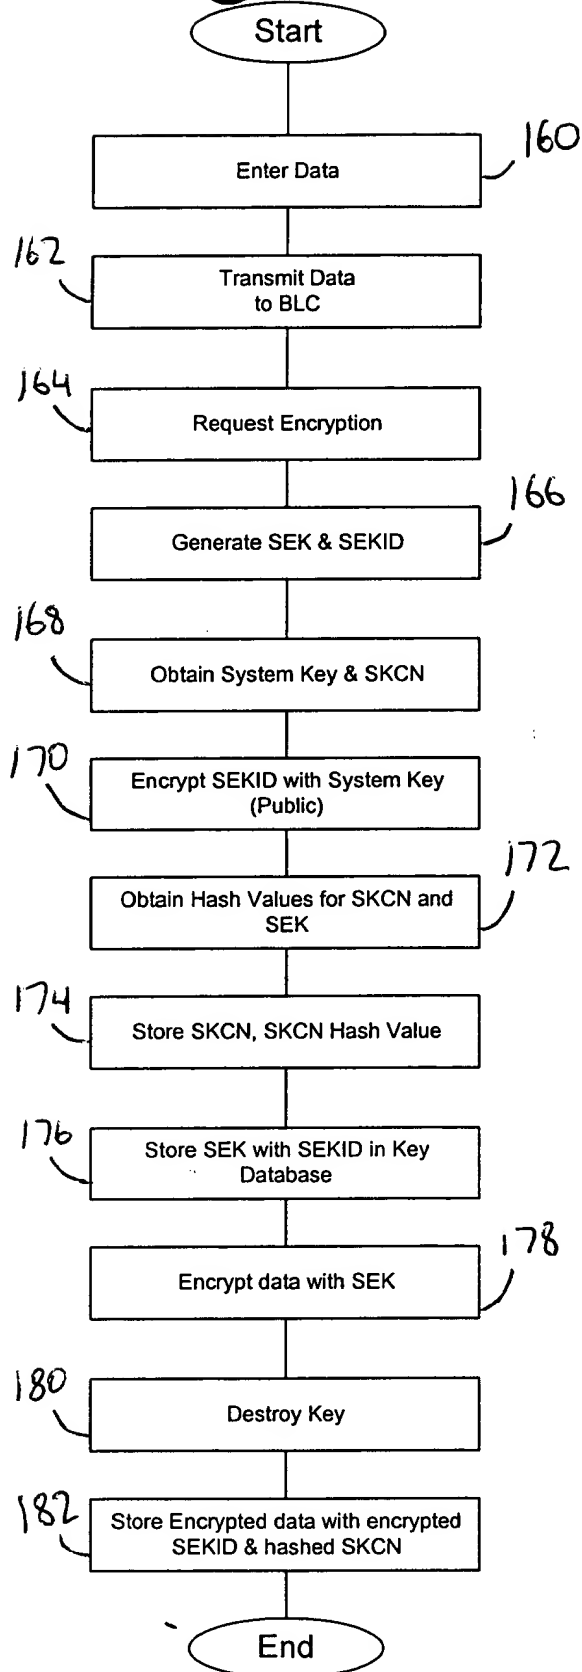 Start
160
Enter Data
162
Transmit Data
to BLC
164
Request Encryption
166
Generate SEK & SEKID
168
Obtain System Key & SKCN
170
Encrypt SEKID with System Key
(Public)
172
Obtain Hash Values for SKCN and
SEK
174
Store SKCN, SKCN Hash Value
176
Store SEK with SEKID in Key
Database
178
Encrypt data with SEK
180
Destroy Key
182
Store Encrypted data with encrypted
SEKID & hashed SKCN
End